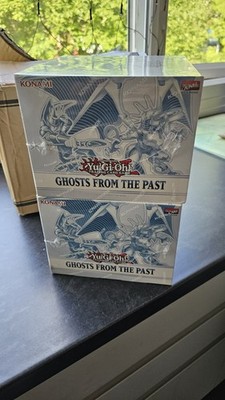 KONAMI
Yu-Gi-Oh!
GHOSTS FROM THE PAST
KONAMI
Yu-Gi-Oh!
GHOSTS FROM THE PAST